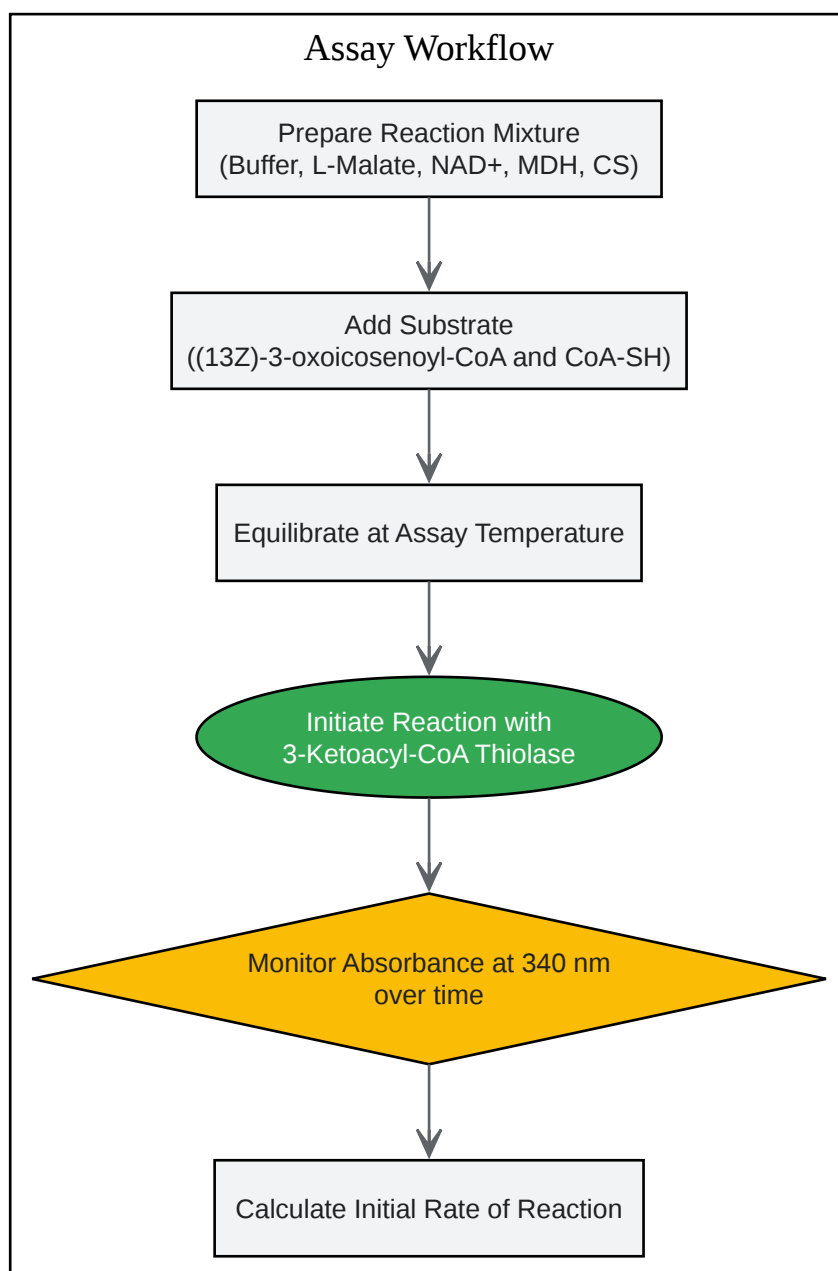 Assay Workflow
Prepare Reaction Mixture
(Buffer, L-Malate, NAD+, MDH, CS)
Add Substrate
((13Z)-3-oxoicosenoyl-CoA and CoA-SH)
Equilibrate at Assay Temperature
Initiate Reaction with
3-Ketoacyl-CoA Thiolase
Monitor Absorbance at 340 nm
over time
Calculate Initial Rate of Reaction